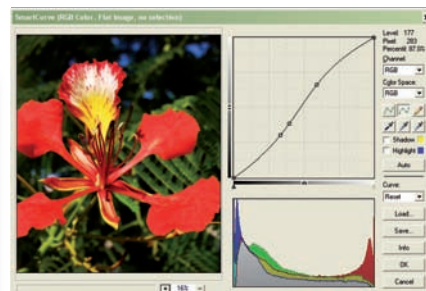 SmartCurve (RGB Color, Flat Image, no selection)
Level: 177
Pixel: 283
Percentil: 87.0%
Channel:
RGB
Color Space:
RGB
Shadow
Highlight
Auto
Curve:
Reset
Load...
Save...
Info
OK
Cancel
16%